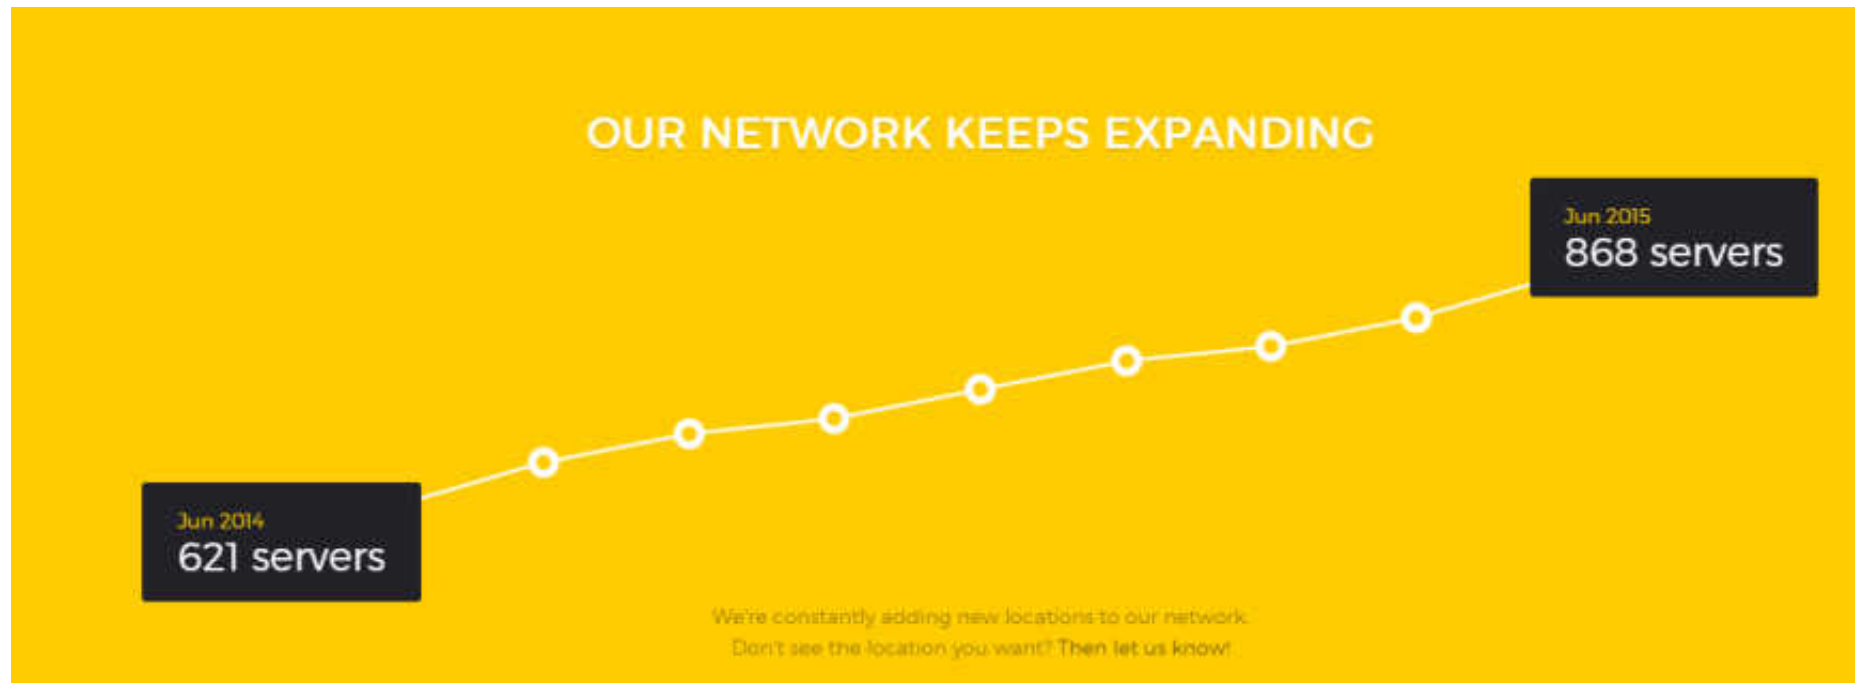 OUR NETWORK KEEPS EXPANDING
Jun 2015
868 servers
Jun 2014
621 servers
We're constantly adding new locations to our network.
Don't see the location you want? Then let us know!